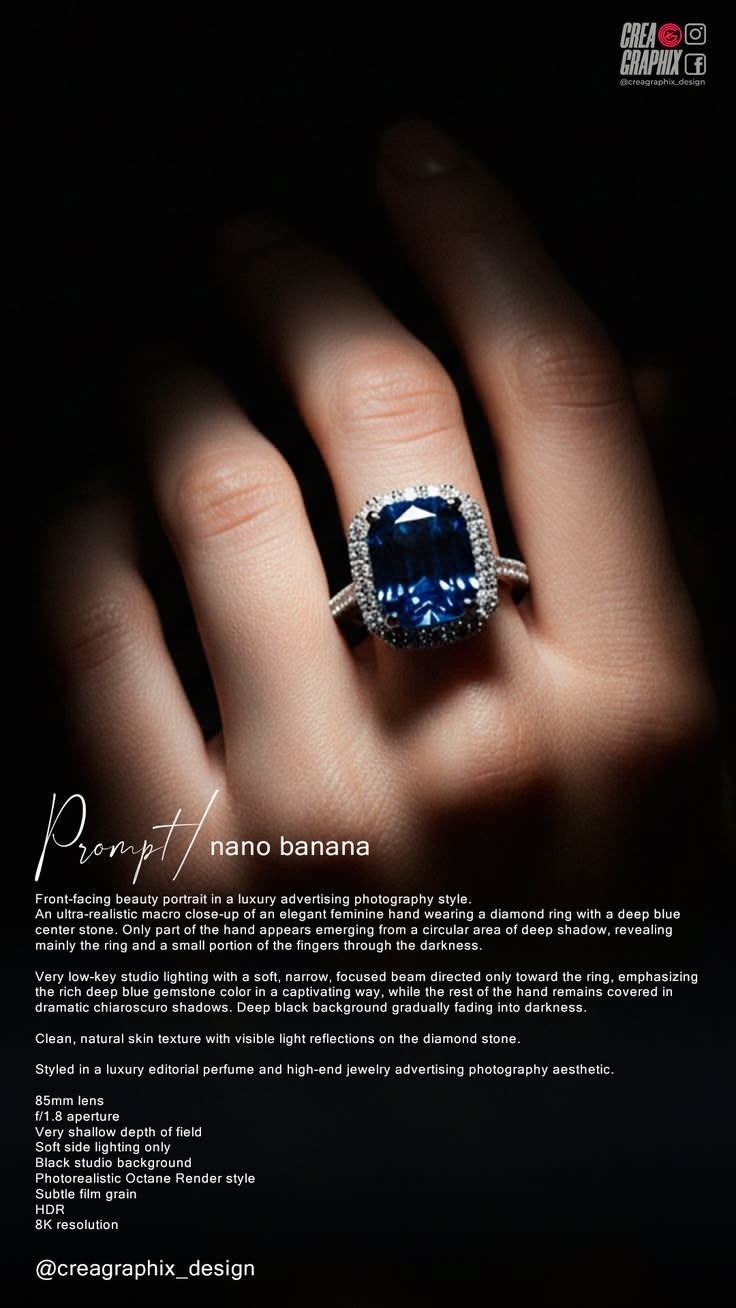 CREA
GRAPHIX
@creagraphix_design
Prompt/ nano banana
Front-facing beauty portrait in a luxury advertising photography style.
An ultra-realistic macro close-up of an elegant feminine hand wearing a diamond ring with a deep blue
center stone. Only part of the hand appears emerging from a circular area of deep shadow, revealing
mainly the ring and a small portion of the fingers through the darkness.
Very low-key studio lighting with a soft, narrow, focused beam directed only toward the ring, emphasizing
the rich deep blue gemstone color in a captivating way, while the rest of the hand remains covered in
dramatic chiaroscuro shadows. Deep black background gradually fading into darkness.
Clean, natural skin texture with visible light reflections on the diamond stone.
Styled in a luxury editorial perfume and high-end jewelry advertising photography aesthetic.
85mm lens
f/1.8 aperture
Very shallow depth of field
Soft side lighting only
Black studio background
Photorealistic Octane Render style
Subtle film grain
HDR
8K resolution
@creagraphix_design